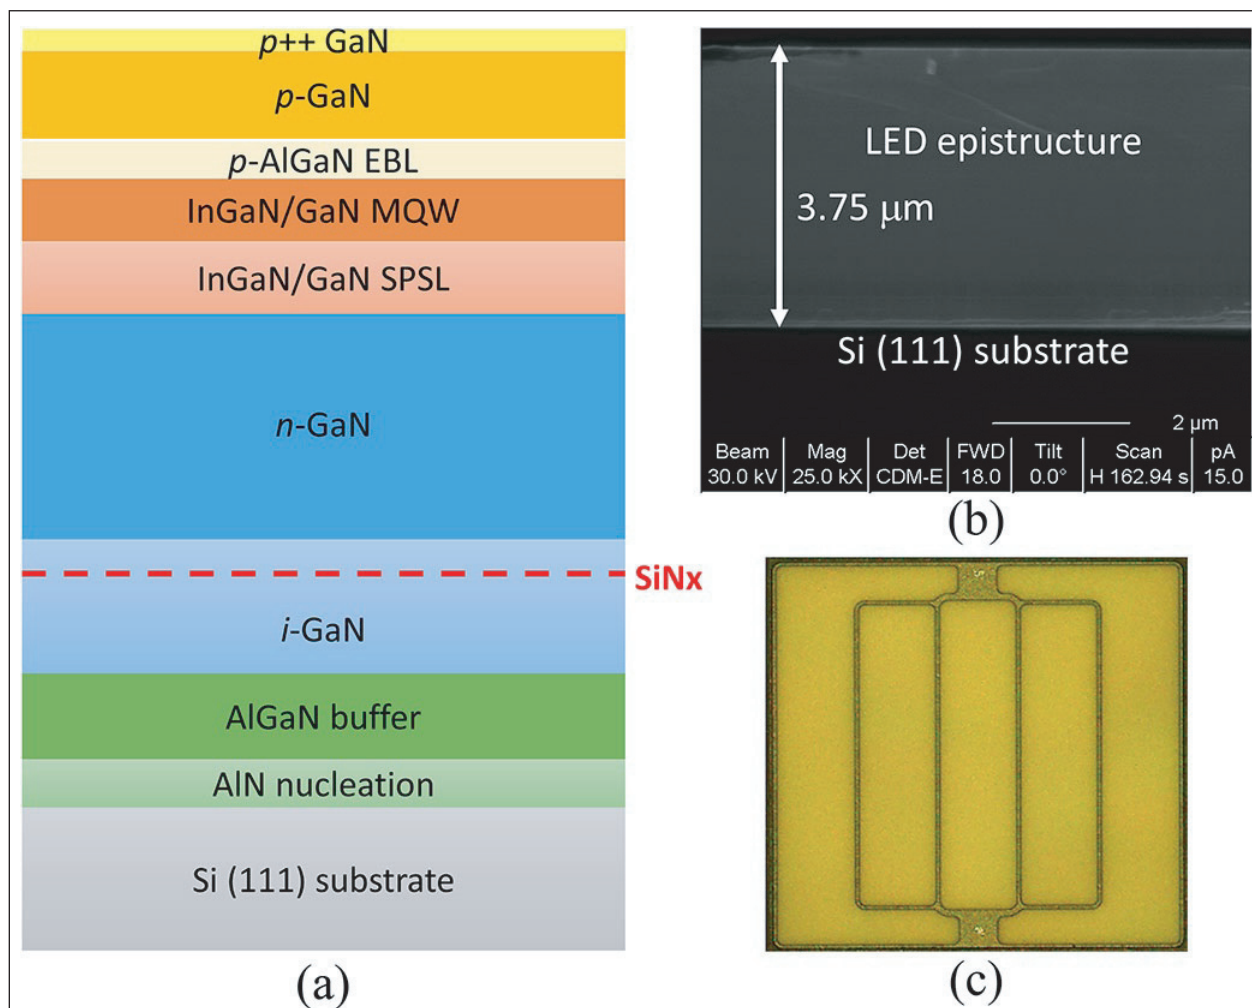 p++ GaN
p-GaN
p-AlGaN EBL
InGaN/GaN MQW
InGaN/GaN SPSL
n-GaN
SiNx
i-GaN
AlGaN buffer
AlN nucleation
Si (111) substrate
(a)
LED epistructure
3.75 μm
Si (111) substrate
2 μm
Beam Mag Det FWD Tilt Scan pA
30.0 kV 25.0 kX CDM-E 18.0 0.0° H 162.94 s 15.0
(b)
(c)